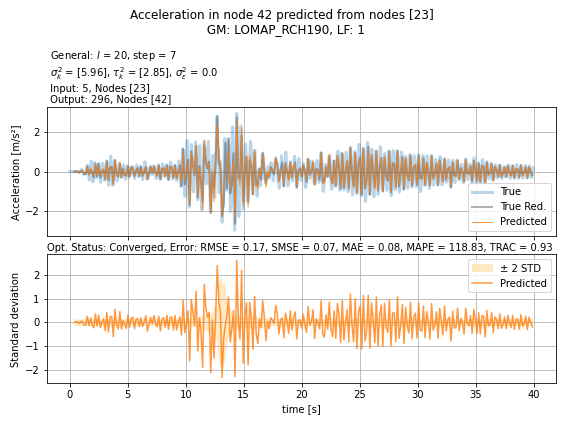 Acceleration in node 42 predicted from nodes [23]
GM: LOMAP_RCH190, LF: 1
General: l = 20, step = 7
σ²ₖ = [5.96], τ²ₖ = [2.85], σ²ε = 0.0
Input: 5, Nodes [23]
Output: 296, Nodes [42]
Acceleration [m/s²]
2
0
−2
True
True Red.
Predicted
Opt. Status: Converged, Error: RMSE = 0.17, SMSE = 0.07, MAE = 0.08, MAPE = 118.83, TRAC = 0.93
Standard deviation
2
1
0
−1
−2
± 2 STD
Predicted
0 5 10 15 20 25 30 35 40
time [s]